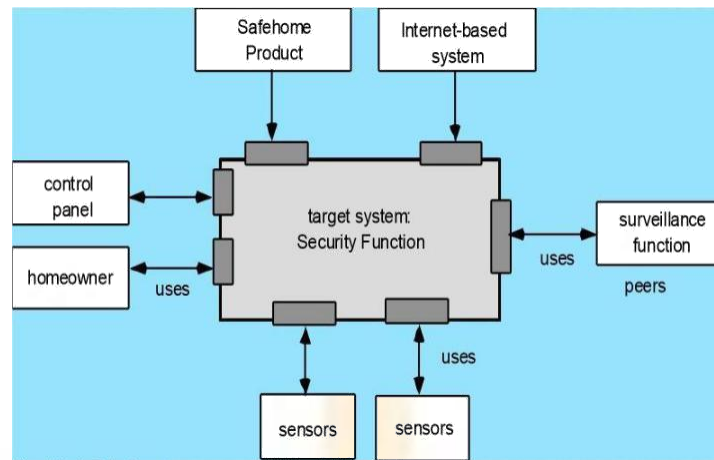 Safehome
Product
Internet-based
system
control
panel
target system:
Security Function
surveillance
function
homeowner
uses
uses
peers
uses
sensors
sensors